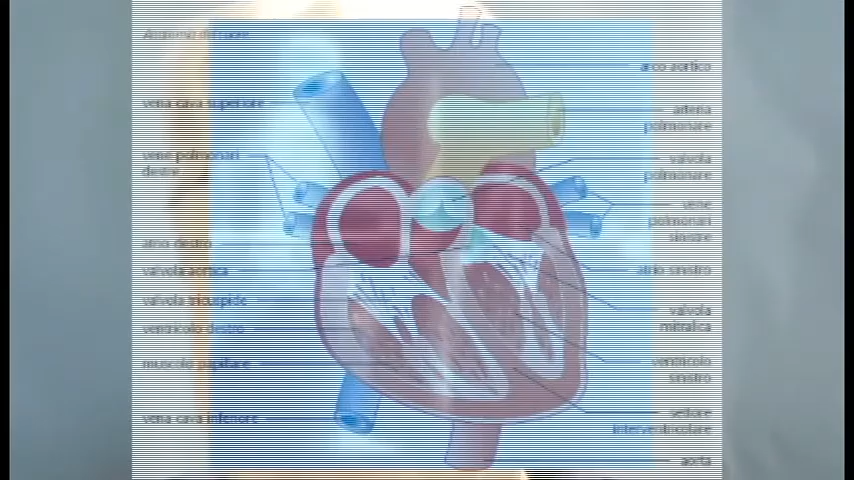 Anatomia del cuore
vena cava superiore
vene polmonari
destre
atrio destro
valvola aortica
valvola tricuspide
ventricolo destro
muscolo papillare
vena cava inferiore
arco aortico
arteria
polmonare
valvola
polmonare
vene
polmonari
sinistre
atrio sinistro
valvola
mitralica
ventricolo
sinistro
settore
interventricolare
aorta